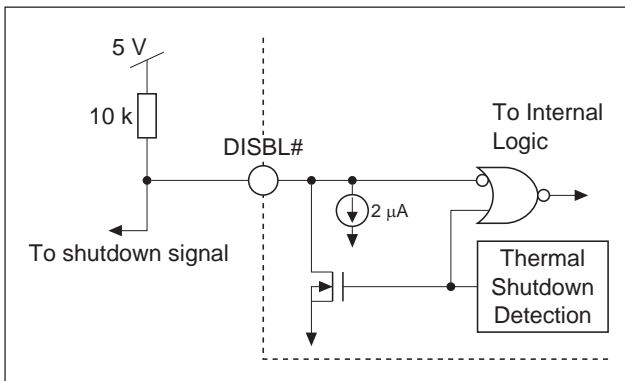 5 V
10 k
DISBL#
To Internal
Logic
2 μA
To shutdown signal
Thermal
Shutdown
Detection